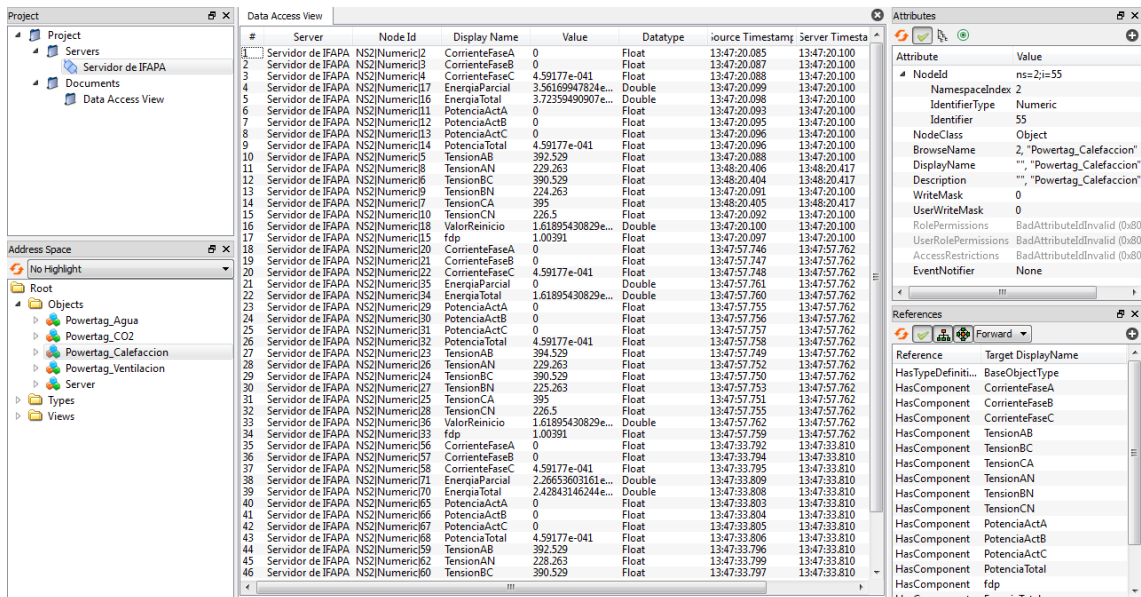 Project
Project
Servers
Servidor de IFAPA
Documents
Data Access View
Address Space
No Highlight
Root
Objects
Powertag_Agua
Powertag_CO2
Powertag_Calefaccion
Powertag_Ventilacion
Server
Types
Views
Data Access View
# Server Node Id Display Name Value Datatype Source Timestamp Server Timesta
1 Servidor de IFAPA NS2|Numeric|2 CorrienteFaseA 0 Float 13:47:20.085 13:47:20.100
2 Servidor de IFAPA NS2|Numeric|3 CorrienteFaseB 0 Float 13:47:20.087 13:47:20.100
3 Servidor de IFAPA NS2|Numeric|4 CorrienteFaseC 4.59177e-041 Float 13:47:20.088 13:47:20.100
4 Servidor de IFAPA NS2|Numeric|17 EnergiaParcial 3.56169947824e... Double 13:47:20.099 13:47:20.100
5 Servidor de IFAPA NS2|Numeric|16 EnergiaTotal 3.72359490907e... Double 13:47:20.098 13:47:20.100
6 Servidor de IFAPA NS2|Numeric|11 PotenciaActA 0 Float 13:47:20.093 13:47:20.100
7 Servidor de IFAPA NS2|Numeric|12 PotenciaActB 0 Float 13:47:20.095 13:47:20.100
8 Servidor de IFAPA NS2|Numeric|13 PotenciaActC 0 Float 13:47:20.096 13:47:20.100
9 Servidor de IFAPA NS2|Numeric|14 PotenciaTotal 4.59177e-041 Float 13:47:20.096 13:47:20.100
10 Servidor de IFAPA NS2|Numeric|5 TensionAB 392.529 Float 13:47:20.088 13:47:20.100
11 Servidor de IFAPA NS2|Numeric|8 TensionAN 229.263 Float 13:48:20.406 13:48:20.417
12 Servidor de IFAPA NS2|Numeric|6 TensionBC 390.529 Float 13:48:20.404 13:48:20.417
13 Servidor de IFAPA NS2|Numeric|9 TensionBN 224.263 Float 13:47:20.091 13:47:20.100
14 Servidor de IFAPA NS2|Numeric|7 TensionCA 395 Float 13:48:20.405 13:48:20.417
15 Servidor de IFAPA NS2|Numeric|10 TensionCN 226.5 Float 13:47:20.092 13:47:20.100
16 Servidor de IFAPA NS2|Numeric|18 ValorReinicio 1.61895430829e... Double 13:47:20.100 13:47:20.100
17 Servidor de IFAPA NS2|Numeric|15 fdp 1.00391 Float 13:47:20.097 13:47:20.100
18 Servidor de IFAPA NS2|Numeric|20 CorrienteFaseA 0 Float 13:47:57.746 13:47:57.762
19 Servidor de IFAPA NS2|Numeric|21 CorrienteFaseB 0 Float 13:47:57.747 13:47:57.762
20 Servidor de IFAPA NS2|Numeric|22 CorrienteFaseC 4.59177e-041 Float 13:47:57.748 13:47:57.762
21 Servidor de IFAPA NS2|Numeric|35 EnergiaParcial 0 Double 13:47:57.761 13:47:57.762
22 Servidor de IFAPA NS2|Numeric|34 EnergiaTotal 1.61895430829e... Double 13:47:57.760 13:47:57.762
23 Servidor de IFAPA NS2|Numeric|29 PotenciaActA 0 Float 13:47:57.755 13:47:57.762
24 Servidor de IFAPA NS2|Numeric|30 PotenciaActB 0 Float 13:47:57.756 13:47:57.762
25 Servidor de IFAPA NS2|Numeric|31 PotenciaActC 0 Float 13:47:57.757 13:47:57.762
26 Servidor de IFAPA NS2|Numeric|32 PotenciaTotal 4.59177e-041 Float 13:47:57.758 13:47:57.762
27 Servidor de IFAPA NS2|Numeric|23 TensionAB 394.529 Float 13:47:57.749 13:47:57.762
28 Servidor de IFAPA NS2|Numeric|26 TensionAN 229.263 Float 13:47:57.752 13:47:57.762
29 Servidor de IFAPA NS2|Numeric|24 TensionBC 390.529 Float 13:47:57.750 13:47:57.762
30 Servidor de IFAPA NS2|Numeric|27 TensionBN 225.263 Float 13:47:57.753 13:47:57.762
31 Servidor de IFAPA NS2|Numeric|25 TensionCA 395 Float 13:47:57.751 13:47:57.762
32 Servidor de IFAPA NS2|Numeric|28 TensionCN 226.5 Float 13:47:57.755 13:47:57.762
33 Servidor de IFAPA NS2|Numeric|36 ValorReinicio 1.61895430829e... Double 13:47:57.762 13:47:57.762
34 Servidor de IFAPA NS2|Numeric|33 fdp 1.00391 Float 13:47:57.759 13:47:57.762
35 Servidor de IFAPA NS2|Numeric|56 CorrienteFaseA 0 Float 13:47:33.792 13:47:33.810
36 Servidor de IFAPA NS2|Numeric|57 CorrienteFaseB 0 Float 13:47:33.794 13:47:33.810
37 Servidor de IFAPA NS2|Numeric|58 CorrienteFaseC 4.59177e-041 Float 13:47:33.795 13:47:33.810
38 Servidor de IFAPA NS2|Numeric|71 EnergiaParcial 2.26653603161e... Double 13:47:33.809 13:47:33.810
39 Servidor de IFAPA NS2|Numeric|70 EnergiaTotal 2.42843146244e... Double 13:47:33.808 13:47:33.810
40 Servidor de IFAPA NS2|Numeric|65 PotenciaActA 0 Float 13:47:33.803 13:47:33.810
41 Servidor de IFAPA NS2|Numeric|66 PotenciaActB 0 Float 13:47:33.804 13:47:33.810
42 Servidor de IFAPA NS2|Numeric|67 PotenciaActC 0 Float 13:47:33.805 13:47:33.810
43 Servidor de IFAPA NS2|Numeric|68 PotenciaTotal 4.59177e-041 Float 13:47:33.806 13:47:33.810
44 Servidor de IFAPA NS2|Numeric|59 TensionAB 392.529 Float 13:47:33.796 13:47:33.810
45 Servidor de IFAPA NS2|Numeric|62 TensionAN 228.263 Float 13:47:33.799 13:47:33.810
46 Servidor de IFAPA NS2|Numeric|60 TensionBC 390.529 Float 13:47:33.797 13:47:33.810
Attributes
Attribute Value
NodeId ns=2;i=55
NamespaceIndex 2
IdentifierType Numeric
Identifier 55
NodeClass Object
BrowseName 2, "Powertag_Calefaccion"
DisplayName "", "Powertag_Calefaccion"
Description "", "Powertag_Calefaccion"
WriteMask 0
UserWriteMask 0
RolePermissions BadAttributeIdInvalid (0x80
UserRolePermissions BadAttributeIdInvalid (0x80
AccessRestrictions BadAttributeIdInvalid (0x80
EventNotifier None
References
Forward
Reference Target DisplayName
HasTypeDefiniti... BaseObjectType
HasComponent CorrienteFaseA
HasComponent CorrienteFaseB
HasComponent CorrienteFaseC
HasComponent TensionAB
HasComponent TensionBC
HasComponent TensionCA
HasComponent TensionAN
HasComponent TensionBN
HasComponent TensionCN
HasComponent PotenciaActA
HasComponent PotenciaActB
HasComponent PotenciaActC
HasComponent PotenciaTotal
HasComponent fdp